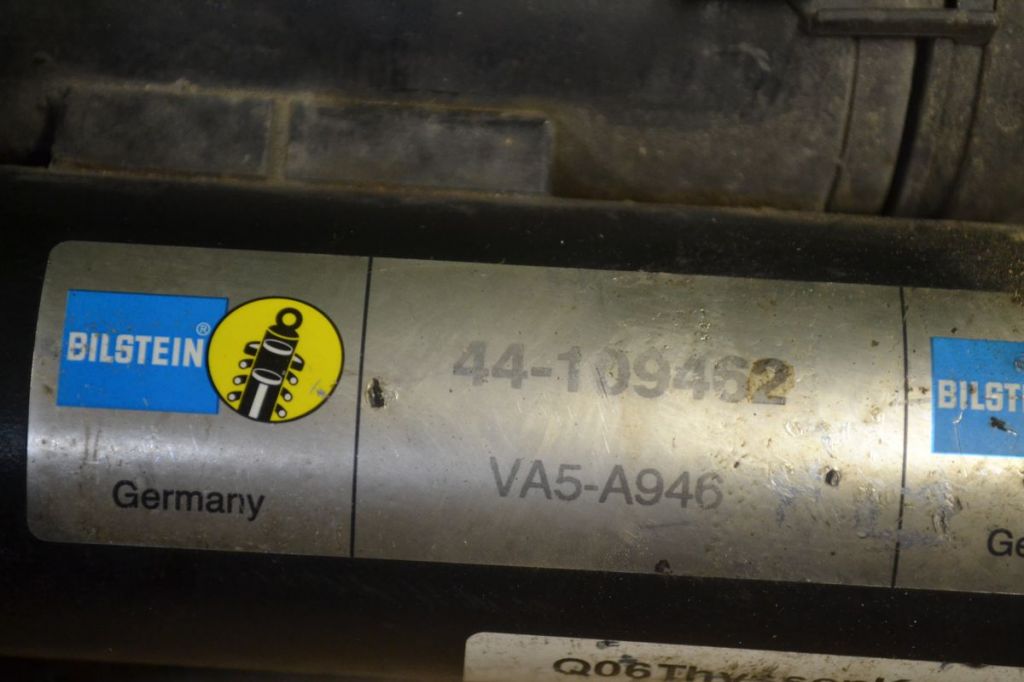 BILSTEIN®
Germany
44-109462
VA5-A946
BILST
Ge